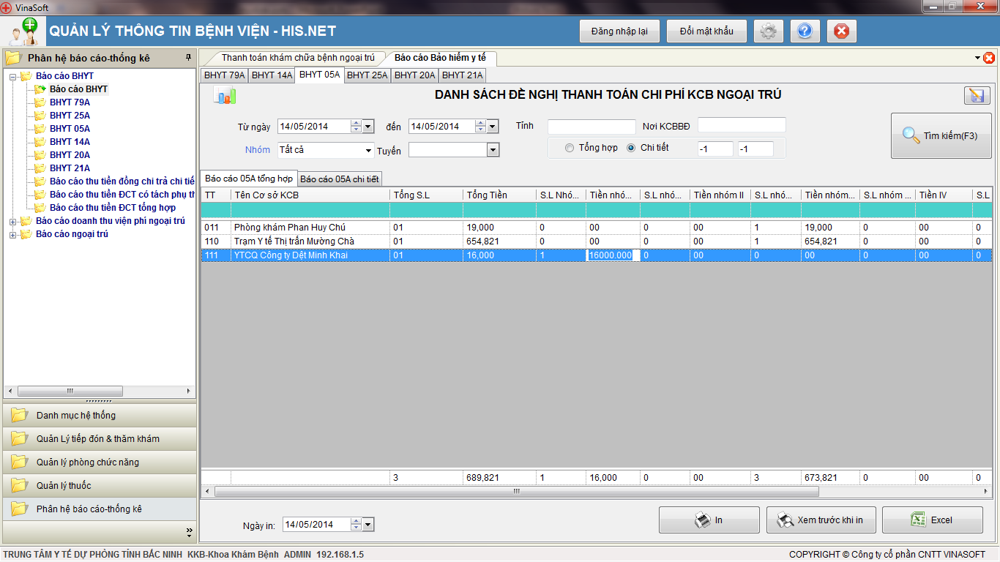 VinaSoft
QUẢN LÝ THÔNG TIN BỆNH VIỆN - HIS.NET
Đăng nhập lại
Đổi mật khẩu
Phân hệ báo cáo-thống kê
Báo cáo BHYT
Báo cáo BHYT
BHYT 79A
BHYT 25A
BHYT 05A
BHYT 14A
BHYT 20A
BHYT 21A
Báo cáo thu tiền đồng chi trả chi tiế
Báo cáo thu tiền ĐCT có tách phụ th
Báo cáo thu tiền ĐCT tổng hợp
Báo cáo doanh thu viện phí ngoại trú
Báo cáo ngoại trú
Danh mục hệ thống
Quản Lý tiếp đón & thăm khám
Quản lý phòng chức năng
Quản lý thuốc
Phân hệ báo cáo-thống kê
Thanh toán khám chữa bệnh ngoại trú Báo cáo Bảo hiểm y tế
BHYT 79A BHYT 14A BHYT 05A BHYT 25A BHYT 20A BHYT 21A
DANH SÁCH ĐỀ NGHỊ THANH TOÁN CHI PHÍ KCB NGOẠI TRÚ
Từ ngày 14/05/2014 đến 14/05/2014 Tỉnh Nơi KCBBĐ
Nhóm Tất cả Tuyến Tổng hợp Chi tiết -1 -1
Tìm kiếm(F3)
Báo cáo 05A tổng hợp Báo cáo 05A chi tiết
TT Tên Cơ sở KCB Tổng S.L Tổng Tiền S.L Nhó... Tiền nhó... S.L nhó... Tiền nhóm II S.L nhó... Tiền nhóm... S.L nhóm ... Tiền IV S.L
011 Phòng khám Phan Huy Chú 01 19,000 0 00 0 00 1 19,000 0 00 0
110 Trạm Y tế Thị trấn Mường Chà 01 654,821 0 00 0 00 1 654,821 0 00 0
111 YTCQ Công ty Dệt Minh Khai 01 16,000 1 16000.000 0 00 0 00 0 00 0
3 689,821 1 16,000 0 00 3 673,821 0 00 0
Ngày in: 14/05/2014
In
Xem trước khi in
Excel
TRUNG TÂM Y TẾ DỰ PHÒNG TỈNH BẮC NINH KKB-Khoa Khám Bệnh ADMIN 192.168.1.5
COPYRIGHT © Công ty cổ phần CNTT VINASOFT